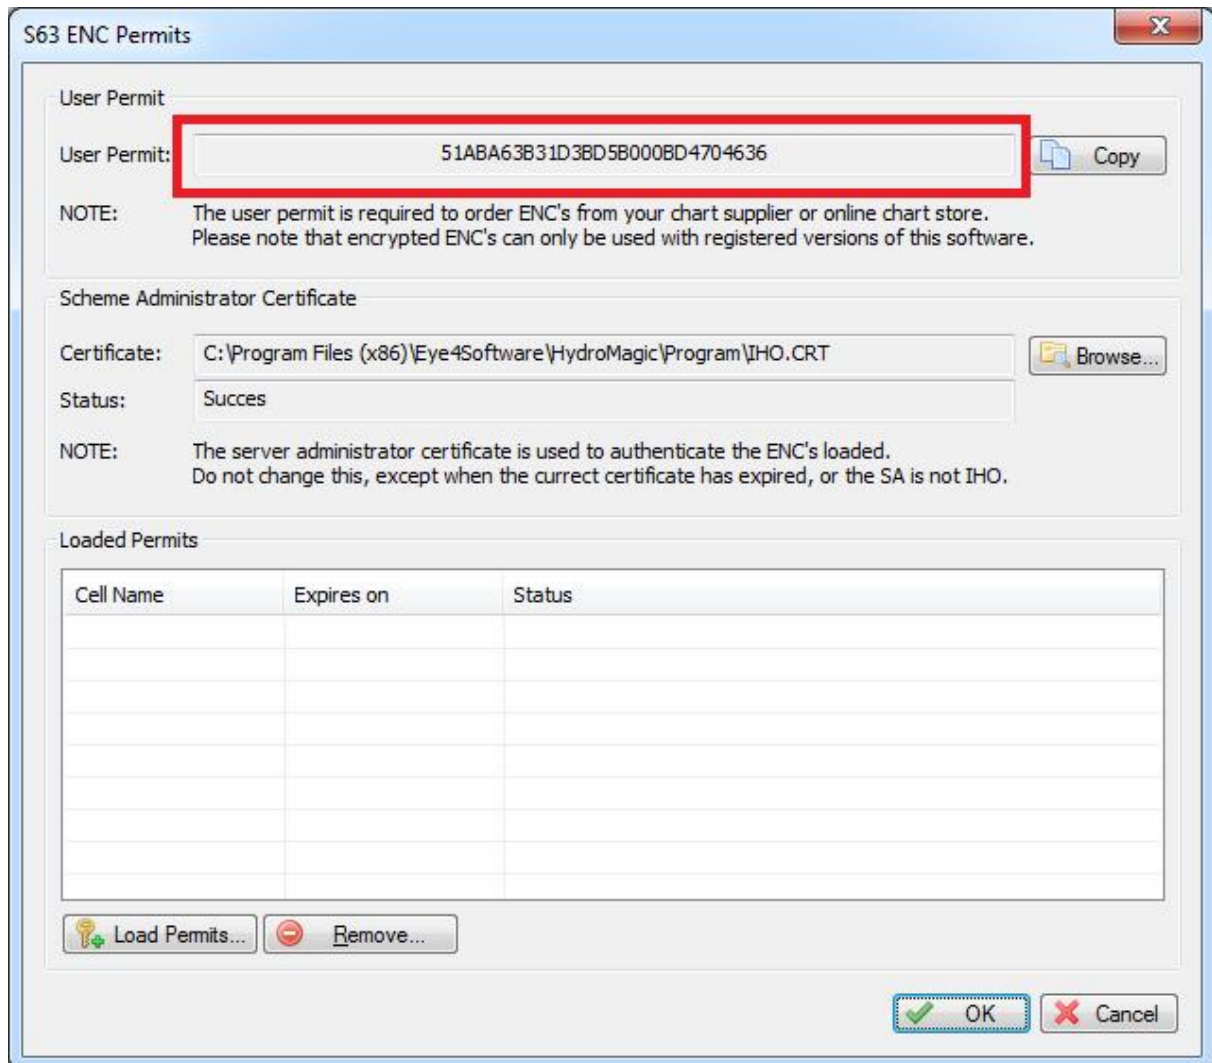 S63 ENC Permits
User Permit
User Permit: 51ABA63B31D3BD5B000BD4704636 Copy
NOTE: The user permit is required to order ENC's from your chart supplier or online chart store.
Please note that encrypted ENC's can only be used with registered versions of this software.
Scheme Administrator Certificate
Certificate: C:\Program Files (x86)\Eye4Software\HydroMagic\Program\IHO.CRT Browse...
Status: Succes
NOTE: The server administrator certificate is used to authenticate the ENC's loaded.
Do not change this, except when the currect certificate has expired, or the SA is not IHO.
Loaded Permits
Cell Name Expires on Status
Load Permits... Remove...
OK Cancel